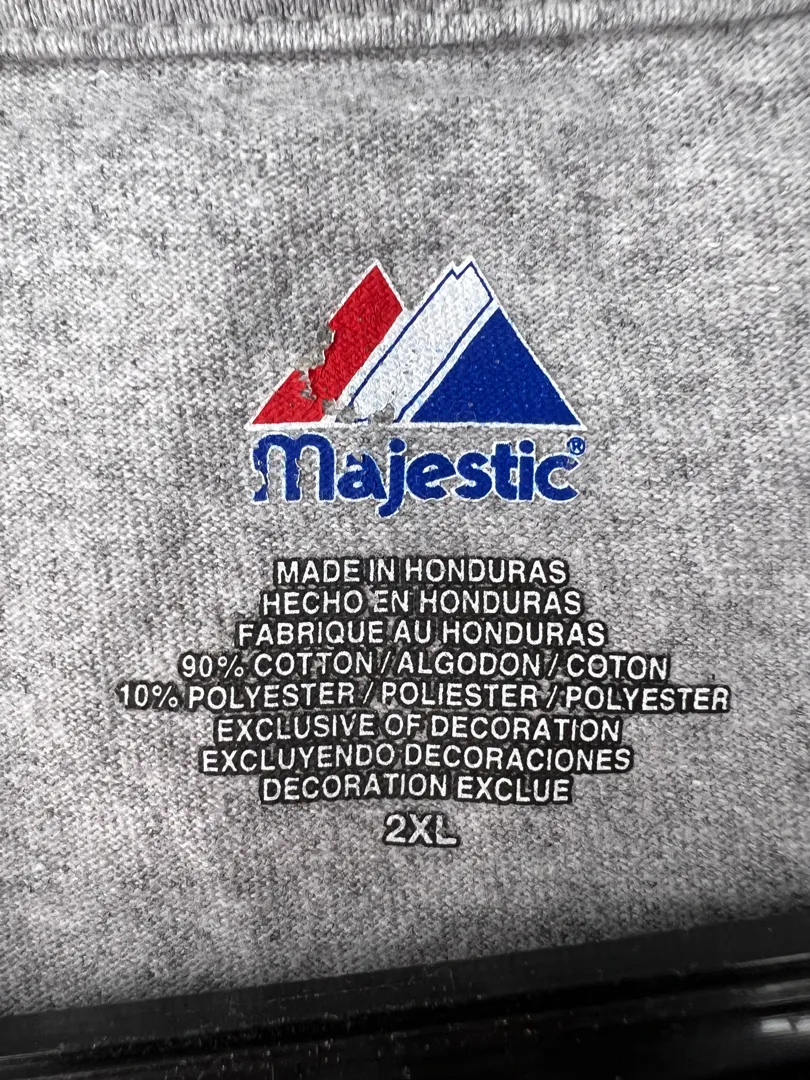 Majestic®
MADE IN HONDURAS
HECHO EN HONDURAS
FABRIQUE AU HONDURAS
90% COTTON / ALGODON / COTON
10% POLYESTER / POLIESTER / POLYESTER
EXCLUSIVE OF DECORATION
EXCLUYENDO DECORACIONES
DECORATION EXCLUE
2XL